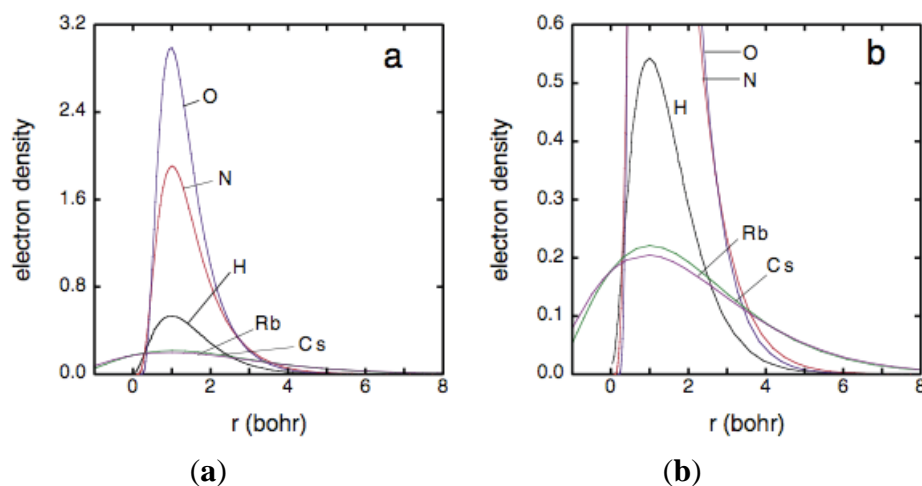 a
3.2
2.4
1.6
0.8
0.0
electron density
O
N
H
Rb
Cs
0 2 4 6 8
r (bohr)
(a)
b
0.6
0.5
0.4
0.3
0.2
0.1
0.0
electron density
O
N
H
Rb
Cs
0 2 4 6 8
r (bohr)
(b)